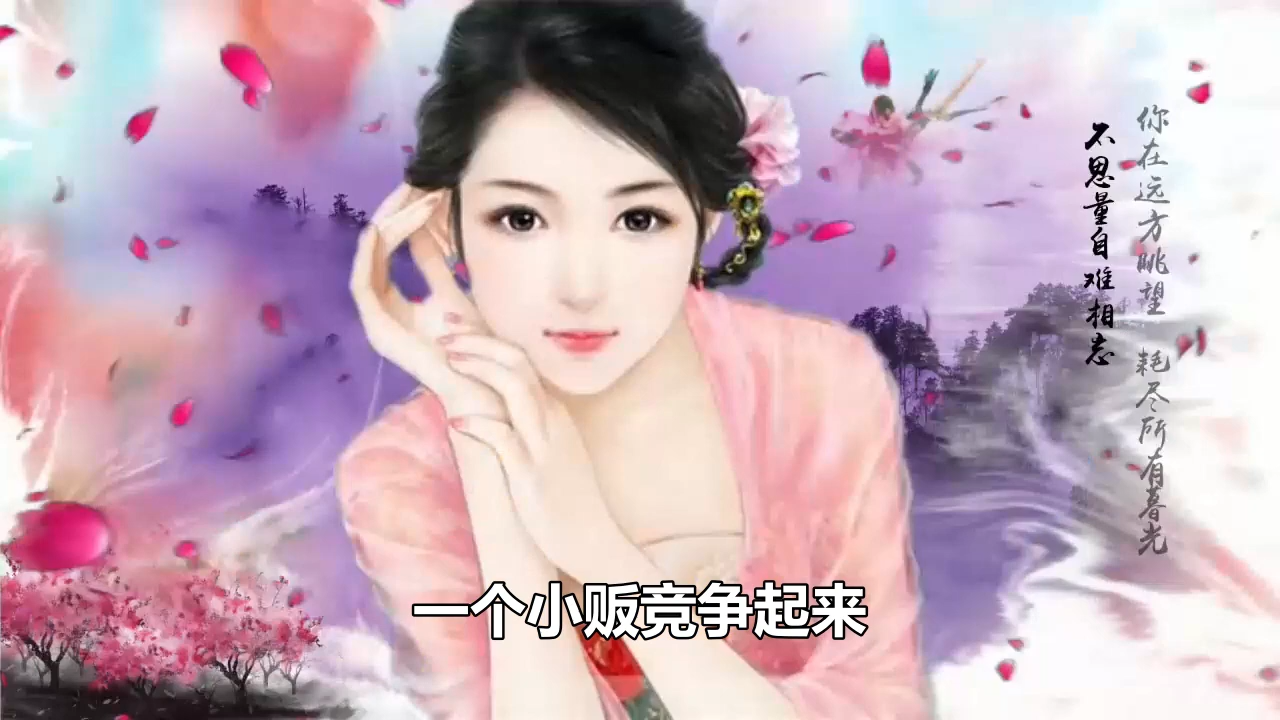 你在远方眺望 耗尽所有暮光
不思量自难相忘
一个小贩竞争起来